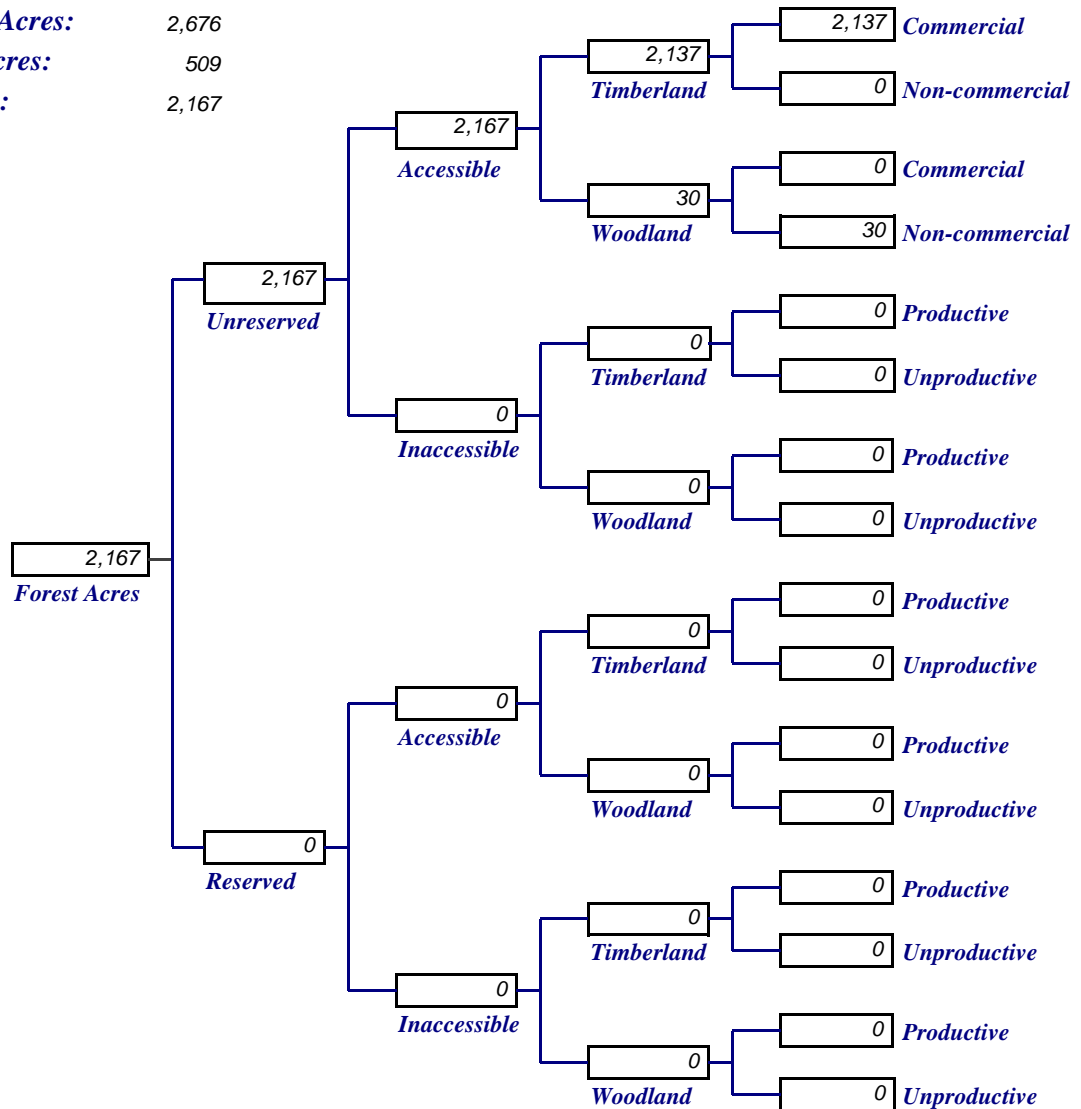 Acres: 2,676
cres: 509
: 2,167
2,137 Commercial
2,137
Timberland
0 Non-commercial
2,167
Accessible
0 Commercial
30
Woodland
30 Non-commercial
2,167
Unreserved
0 Productive
0
Timberland
0 Unproductive
0
Inaccessible
0 Productive
0
Woodland
0 Unproductive
2,167
Forest Acres
0 Productive
0
Timberland
0 Unproductive
0
Accessible
0 Productive
0
Woodland
0 Unproductive
0
Reserved
0 Productive
0
Timberland
0 Unproductive
0
Inaccessible
0 Productive
0
Woodland
0 Unproductive